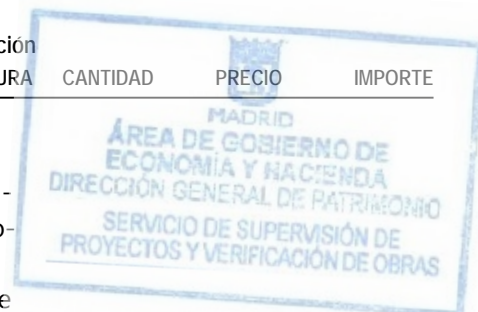 ción
URA CANTIDAD PRECIO IMPORTE
MADRID
ÁREA DE GOBIERNO DE
ECONOMÍA Y HACIENDA
DIRECCIÓN GENERAL DE PATRIMONIO
SERVICIO DE SUPERVISIÓN DE
PROYECTOS Y VERIFICACIÓN DE OBRAS
-
o-
e